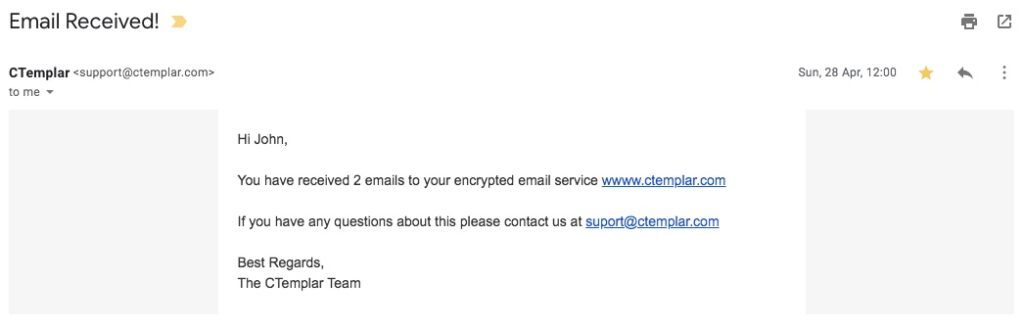 Email Received!
CTemplar <support@ctemplar.com>
Sun, 28 Apr, 12:00
to me
Hi John,
You have received 2 emails to your encrypted email service wwww.ctemplar.com
If you have any questions about this please contact us at suport@ctemplar.com
Best Regards,
The CTemplar Team